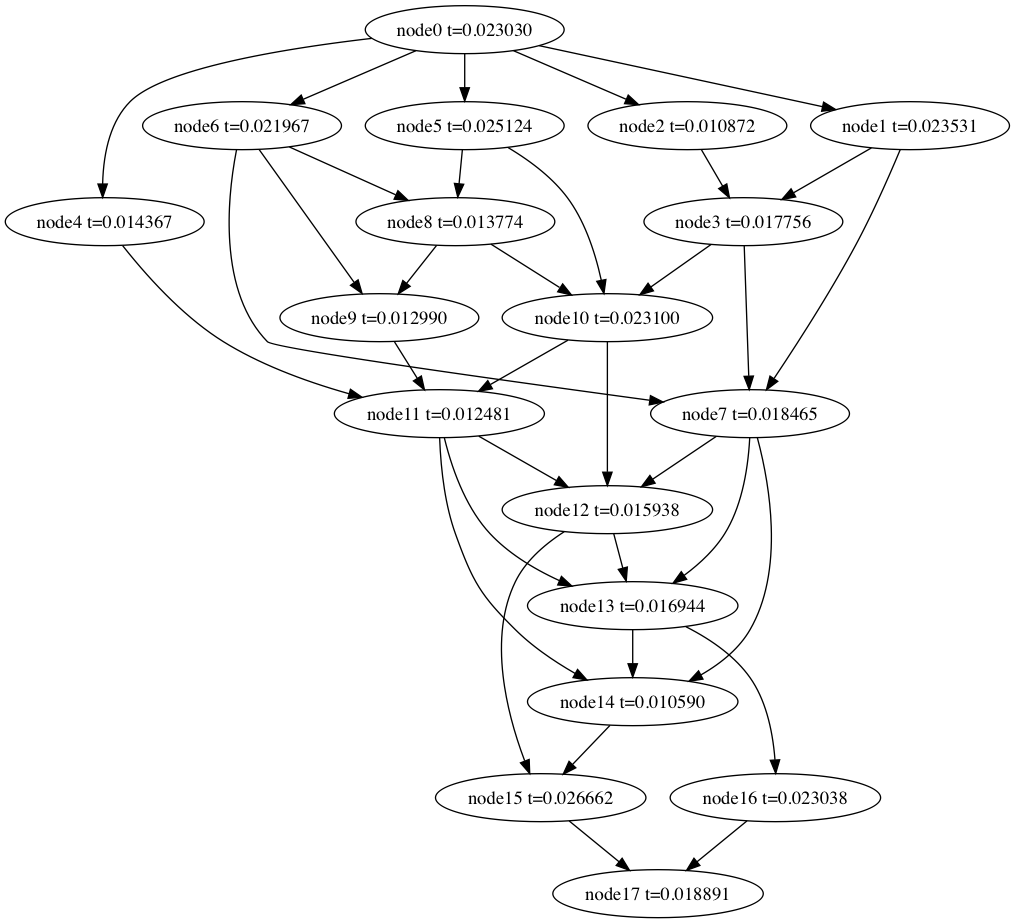 node0 t=0.023030
node6 t=0.021967
node5 t=0.025124
node2 t=0.010872
node1 t=0.023531
node4 t=0.014367
node8 t=0.013774
node3 t=0.017756
node9 t=0.012990
node10 t=0.023100
node11 t=0.012481
node7 t=0.018465
node12 t=0.015938
node13 t=0.016944
node14 t=0.010590
node15 t=0.026662
node16 t=0.023038
node17 t=0.018891